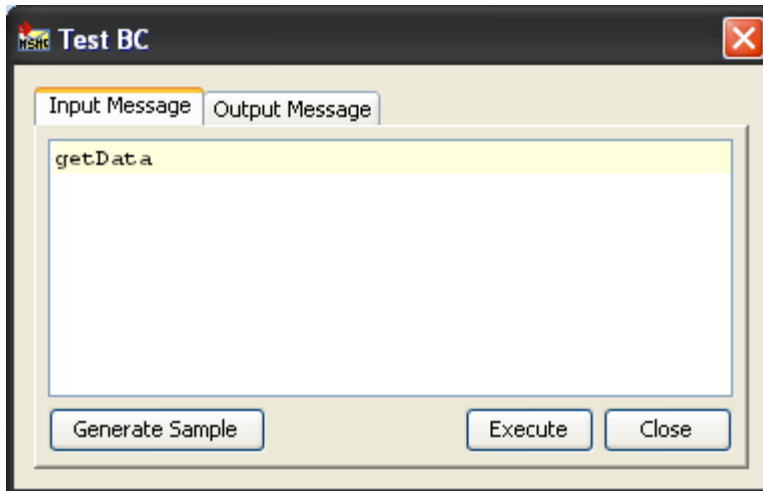 Test BC
Input Message Output Message
getData
Generate Sample Execute Close